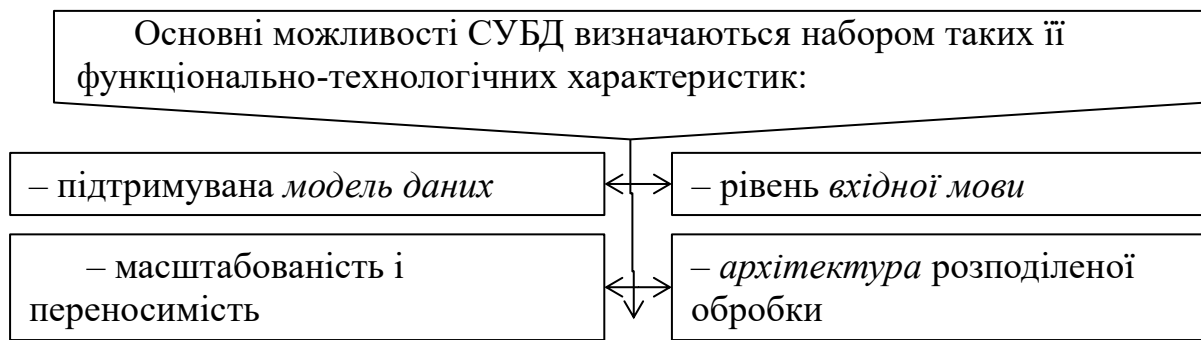 Основні можливості СУБД визначаються набором таких її
функціонально-технологічних характеристик:
– підтримувана модель даних
– рівень вхідної мови
– масштабованість і
переносимість
– архітектура розподіленої
обробки